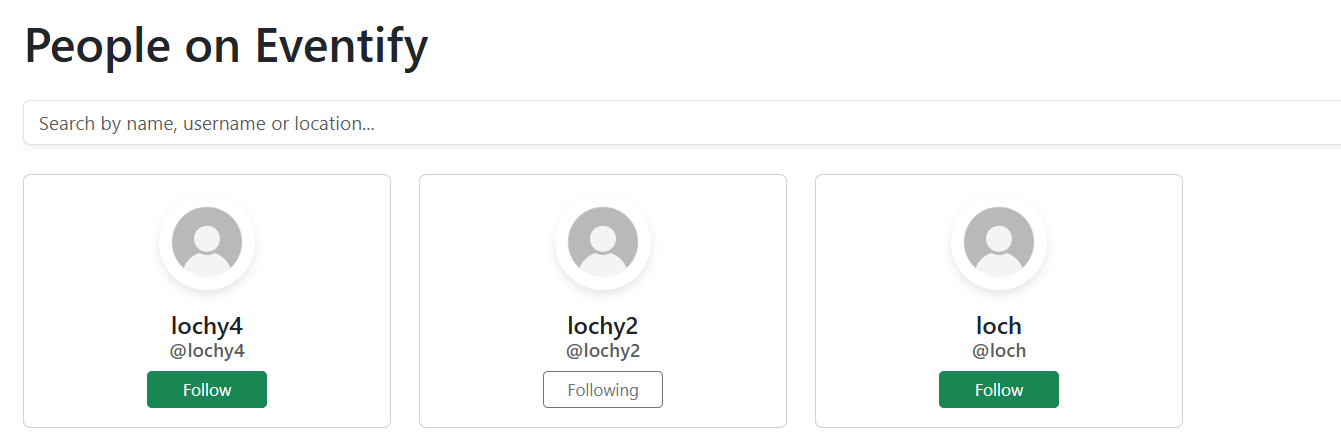 People on Eventify
Search by name, username or location...
lochy4
@lochy4
Follow
lochy2
@lochy2
Following
loch
@loch
Follow